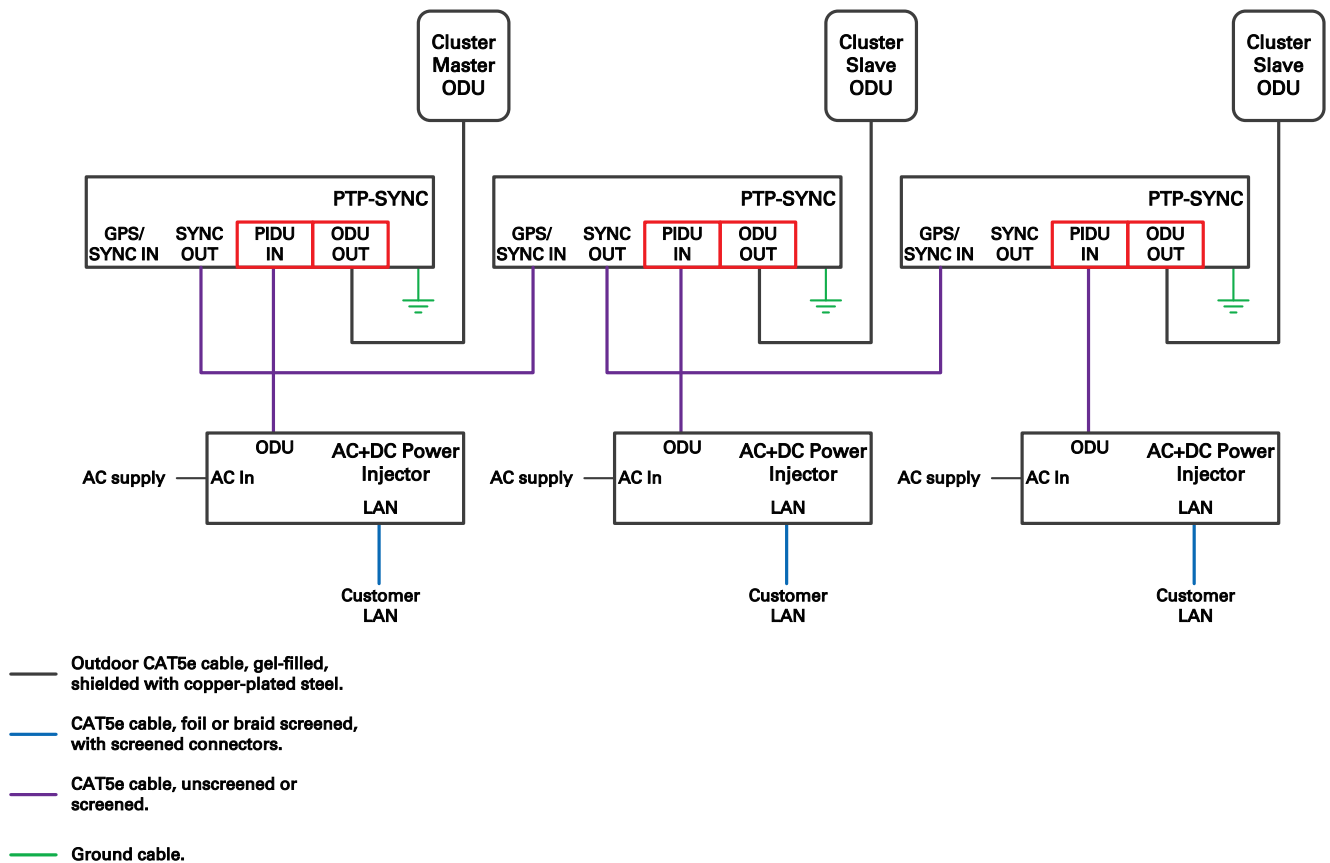 Cluster
Master
ODU
Cluster
Slave
ODU
Cluster
Slave
ODU
PTP-SYNC
GPS/
SYNC IN
SYNC
OUT
PIDU
IN
ODU
OUT
PTP-SYNC
GPS/
SYNC IN
SYNC
OUT
PIDU
IN
ODU
OUT
PTP-SYNC
GPS/
SYNC IN
SYNC
OUT
PIDU
IN
ODU
OUT
ODU
AC+DC Power
Injector
AC supply
AC In
LAN
Customer
LAN
ODU
AC+DC Power
Injector
AC supply
AC In
LAN
Customer
LAN
ODU
AC+DC Power
Injector
AC supply
AC In
LAN
Customer
LAN
Outdoor CAT5e cable, gel-filled,
shielded with copper-plated steel.
CAT5e cable, foil or braid screened,
with screened connectors.
CAT5e cable, unscreened or
screened.
Ground cable.